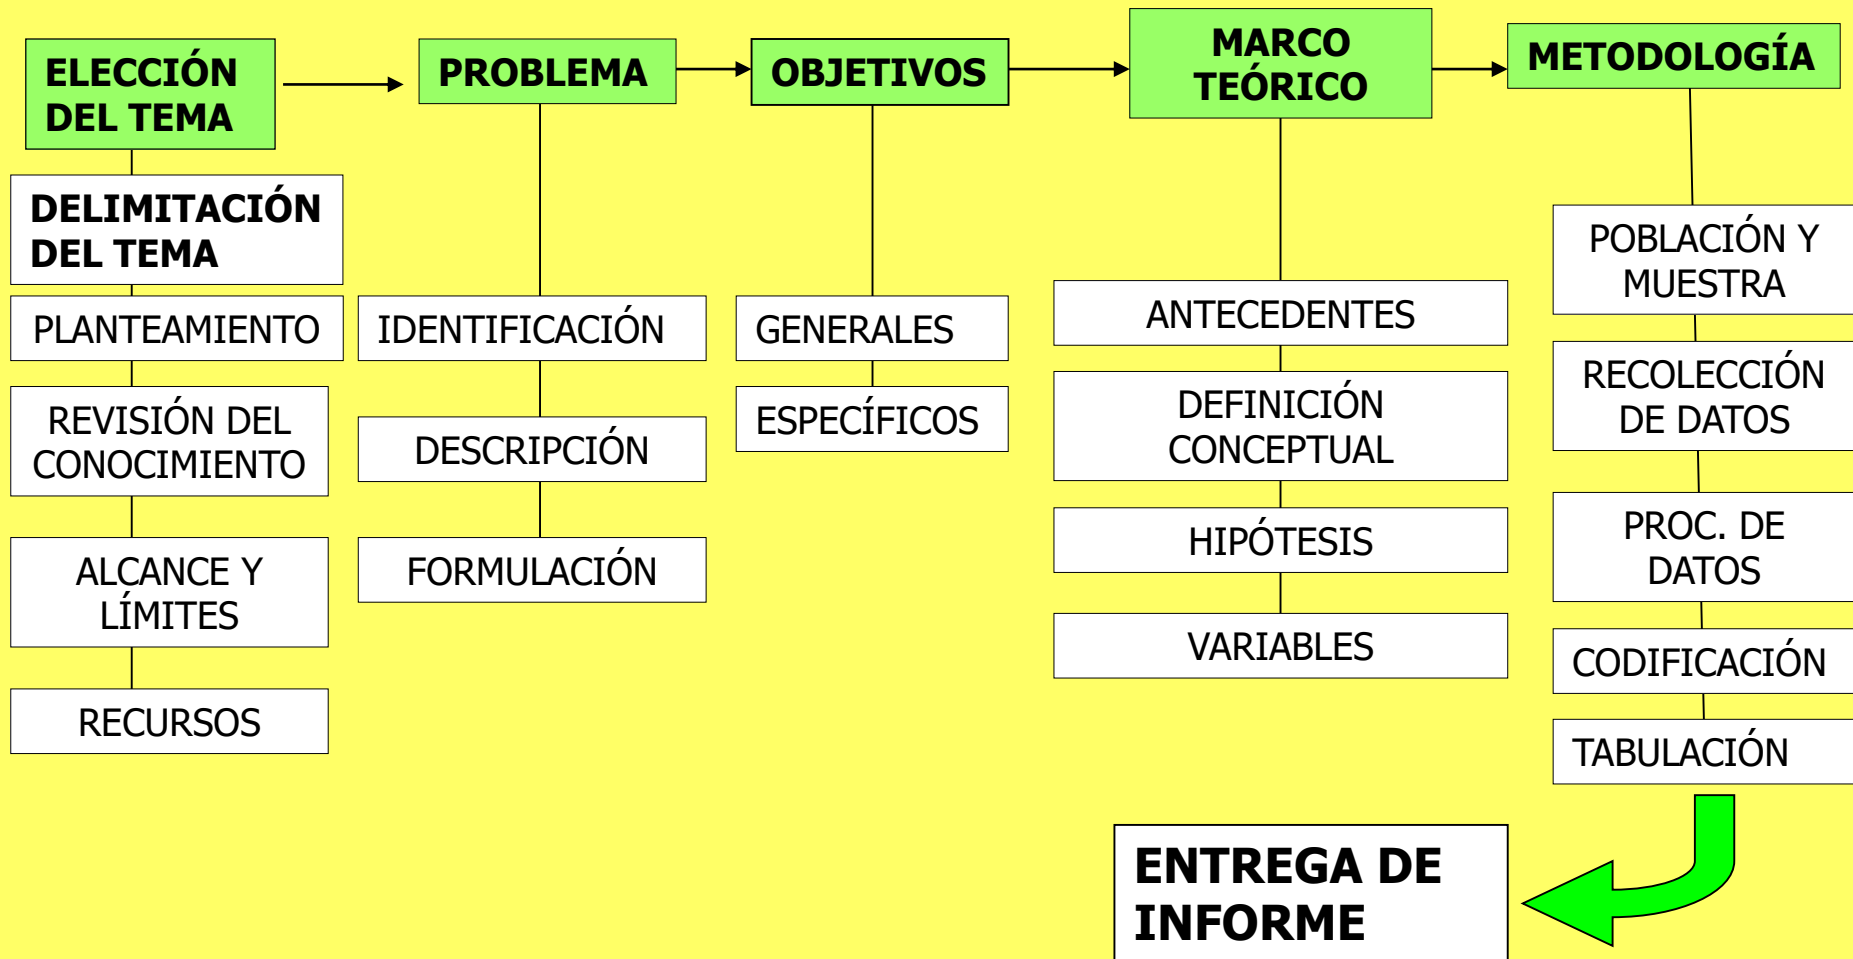 ELECCIÓN
DEL TEMA
DELIMITACIÓN
DEL TEMA
PLANTEAMIENTO
REVISIÓN DEL
CONOCIMIENTO
ALCANCE Y
LÍMITES
RECURSOS
PROBLEMA
IDENTIFICACIÓN
DESCRIPCIÓN
FORMULACIÓN
OBJETIVOS
GENERALES
ESPECÍFICOS
MARCO
TEÓRICO
ANTECEDENTES
DEFINICIÓN
CONCEPTUAL
HIPÓTESIS
VARIABLES
METODOLOGÍA
POBLACIÓN Y
MUESTRA
RECOLECCIÓN
DE DATOS
PROC. DE
DATOS
CODIFICACIÓN
TABULACIÓN
ENTREGA DE
INFORME